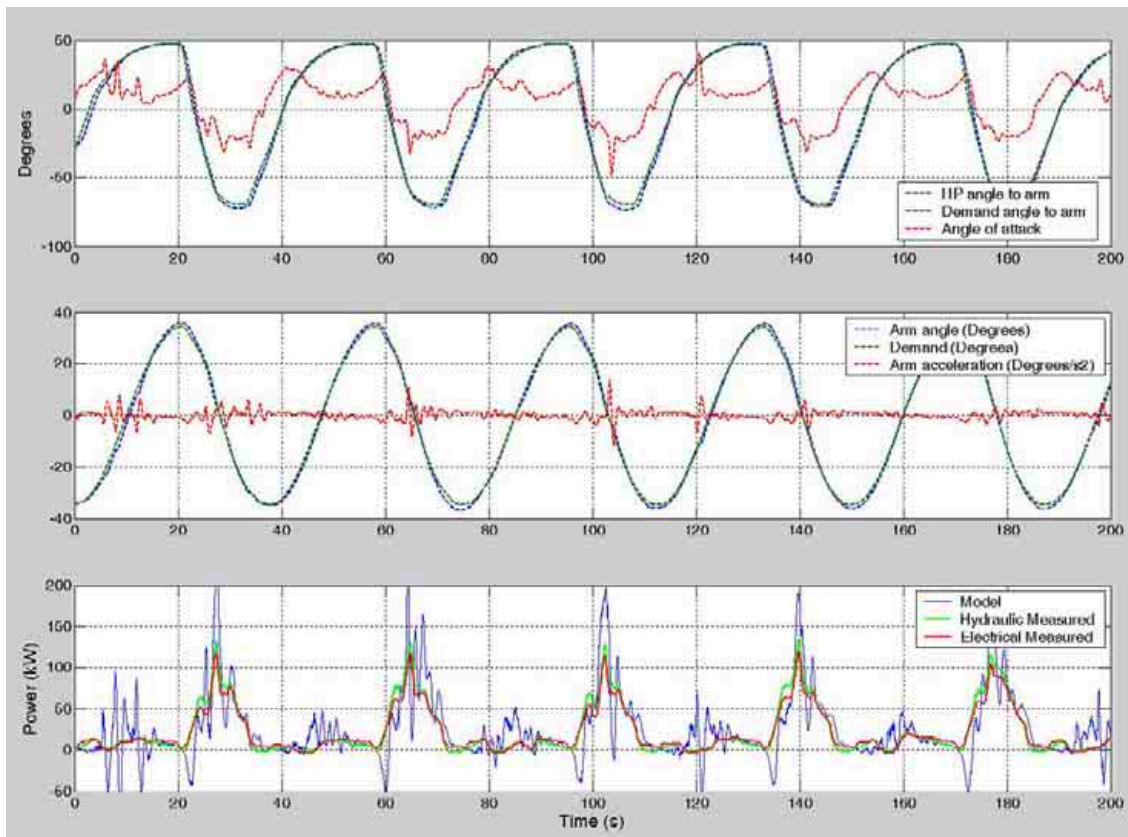 50
0
-50
-100
Degrees
HP angle to arm
Demand angle to arm
Angle of attack
0 20 40 60 80 100 120 140 160 180 200
40
20
0
-20
-40
Arm angle (Degrees)
Demand (Degreea)
Arm acceleration (Degrees/s2)
0 20 40 60 80 100 120 140 160 180 200
200
150
100
50
0
-50
Power (kW)
Model
Hydraulic Measured
Electrical Measured
0 20 40 60 80 100 120 140 160 180 200
Time (s)